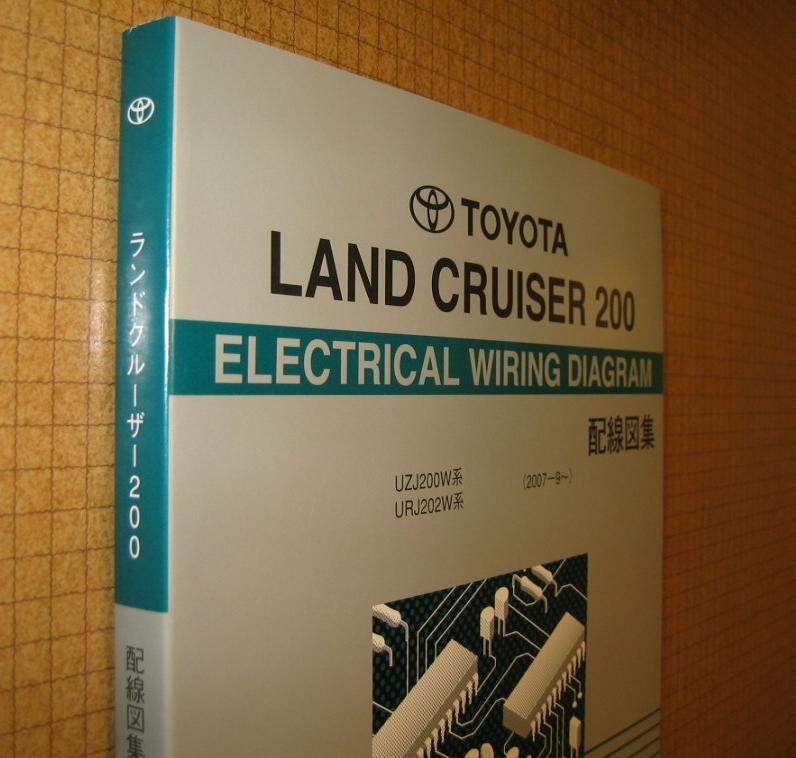 TOYOTA
LAND CRUISER 200
ELECTRICAL WIRING DIAGRAM
配線図集
UZJ200W系 (2007-9~)
URJ202W系
ランドクルーザー200
配線図集